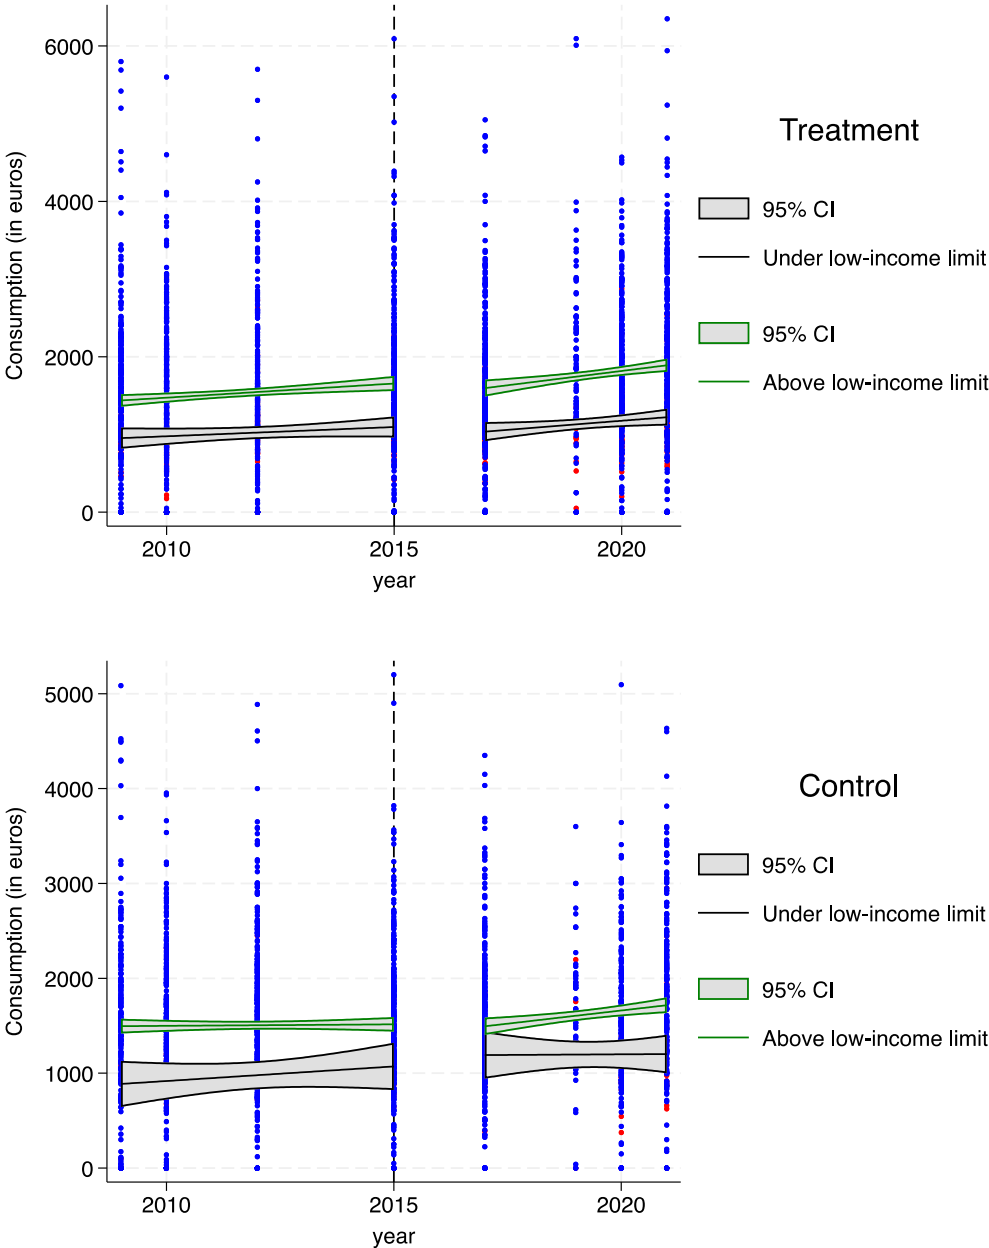 Consumption (in euros)
6000
4000
2000
0
2010
2015
2020
year
Treatment
95% CI
Under low-income limit
95% CI
Above low-income limit
Consumption (in euros)
5000
4000
3000
2000
1000
0
2010
2015
2020
year
Control
95% CI
Under low-income limit
95% CI
Above low-income limit